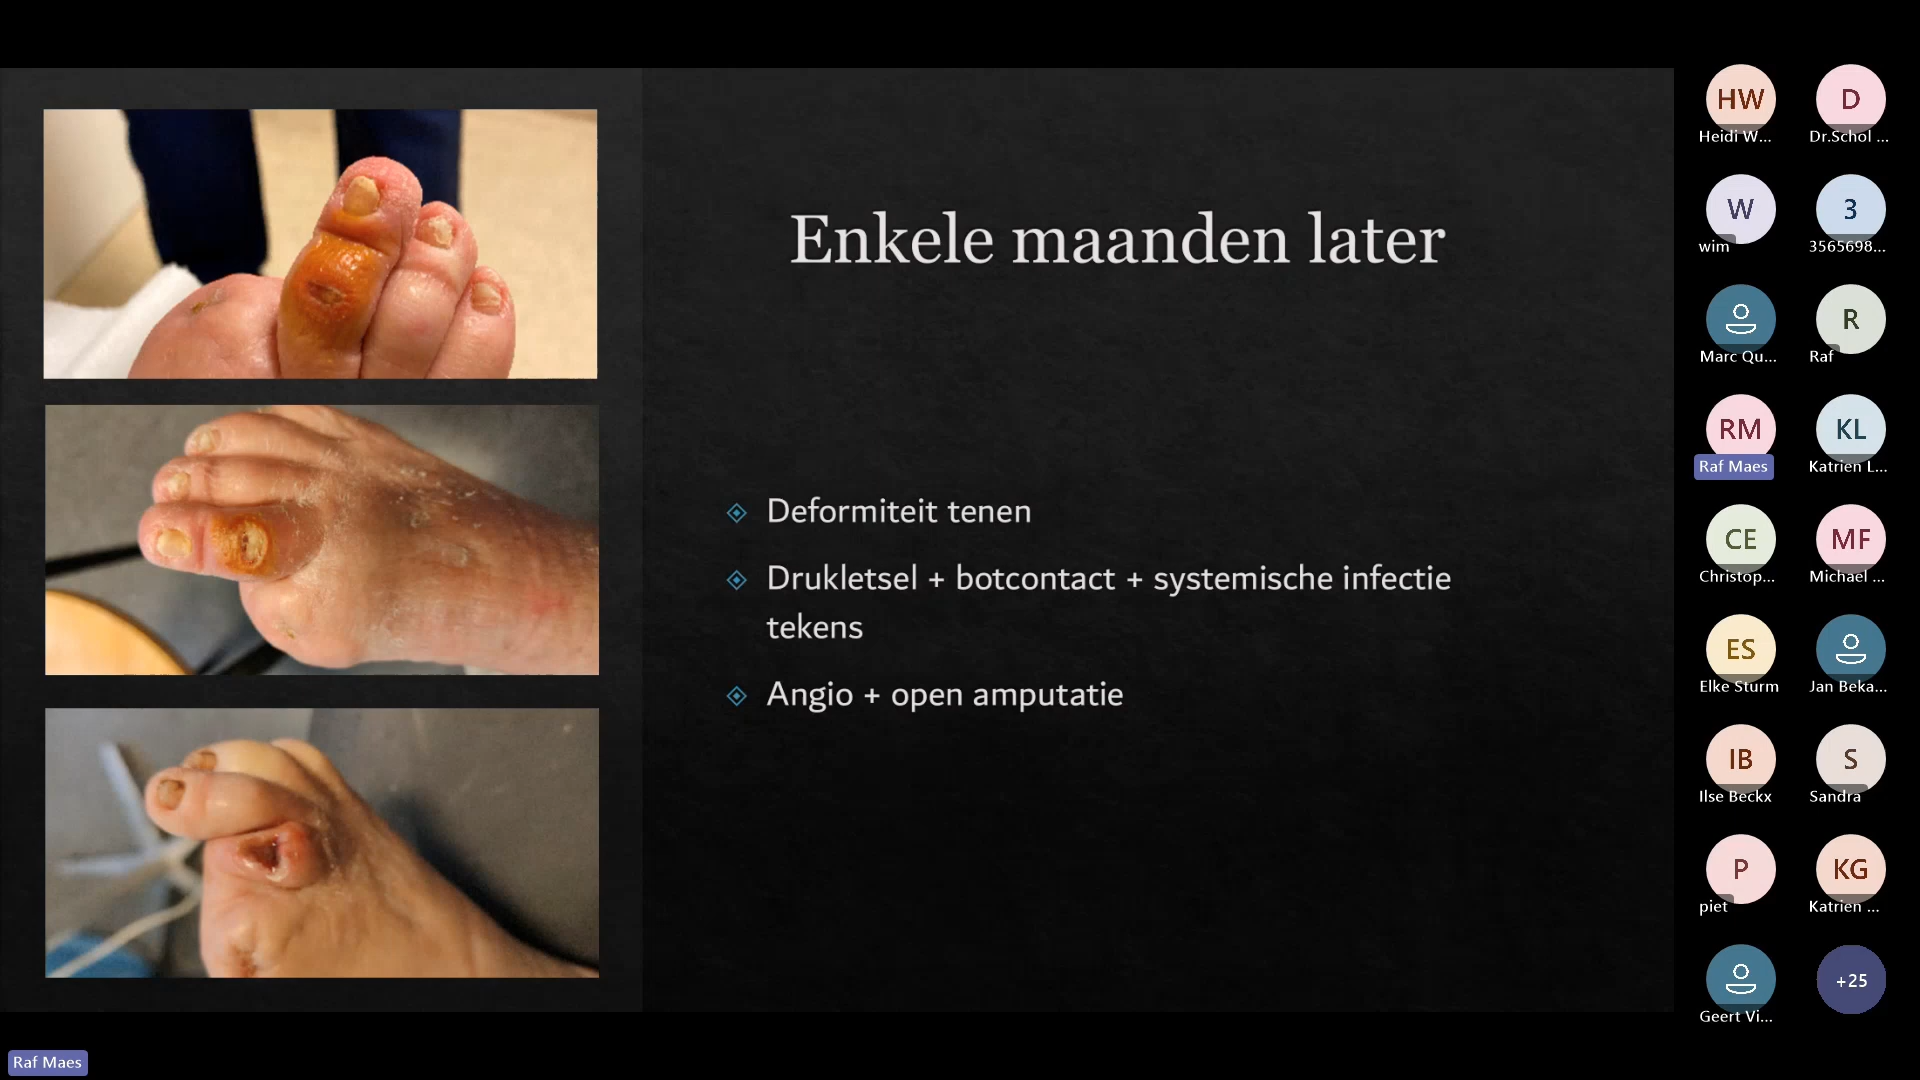 Enkele maanden later
Deformiteit tenen
Drukletsel + botcontact + systemische infectie
tekens
Angio + open amputatie
HW
Heidi W...
D
Dr.Schol ...
W
wim
3
3565698...
Marc Qu...
R
Raf
RM
Raf Maes
KL
Katrien L...
CE
Christop...
MF
Michael ...
ES
Elke Sturm
Jan Beka...
IB
Ilse Beckx
S
Sandra
P
piet
KG
Katrien ...
Geert Vi...
+25
Raf Maes